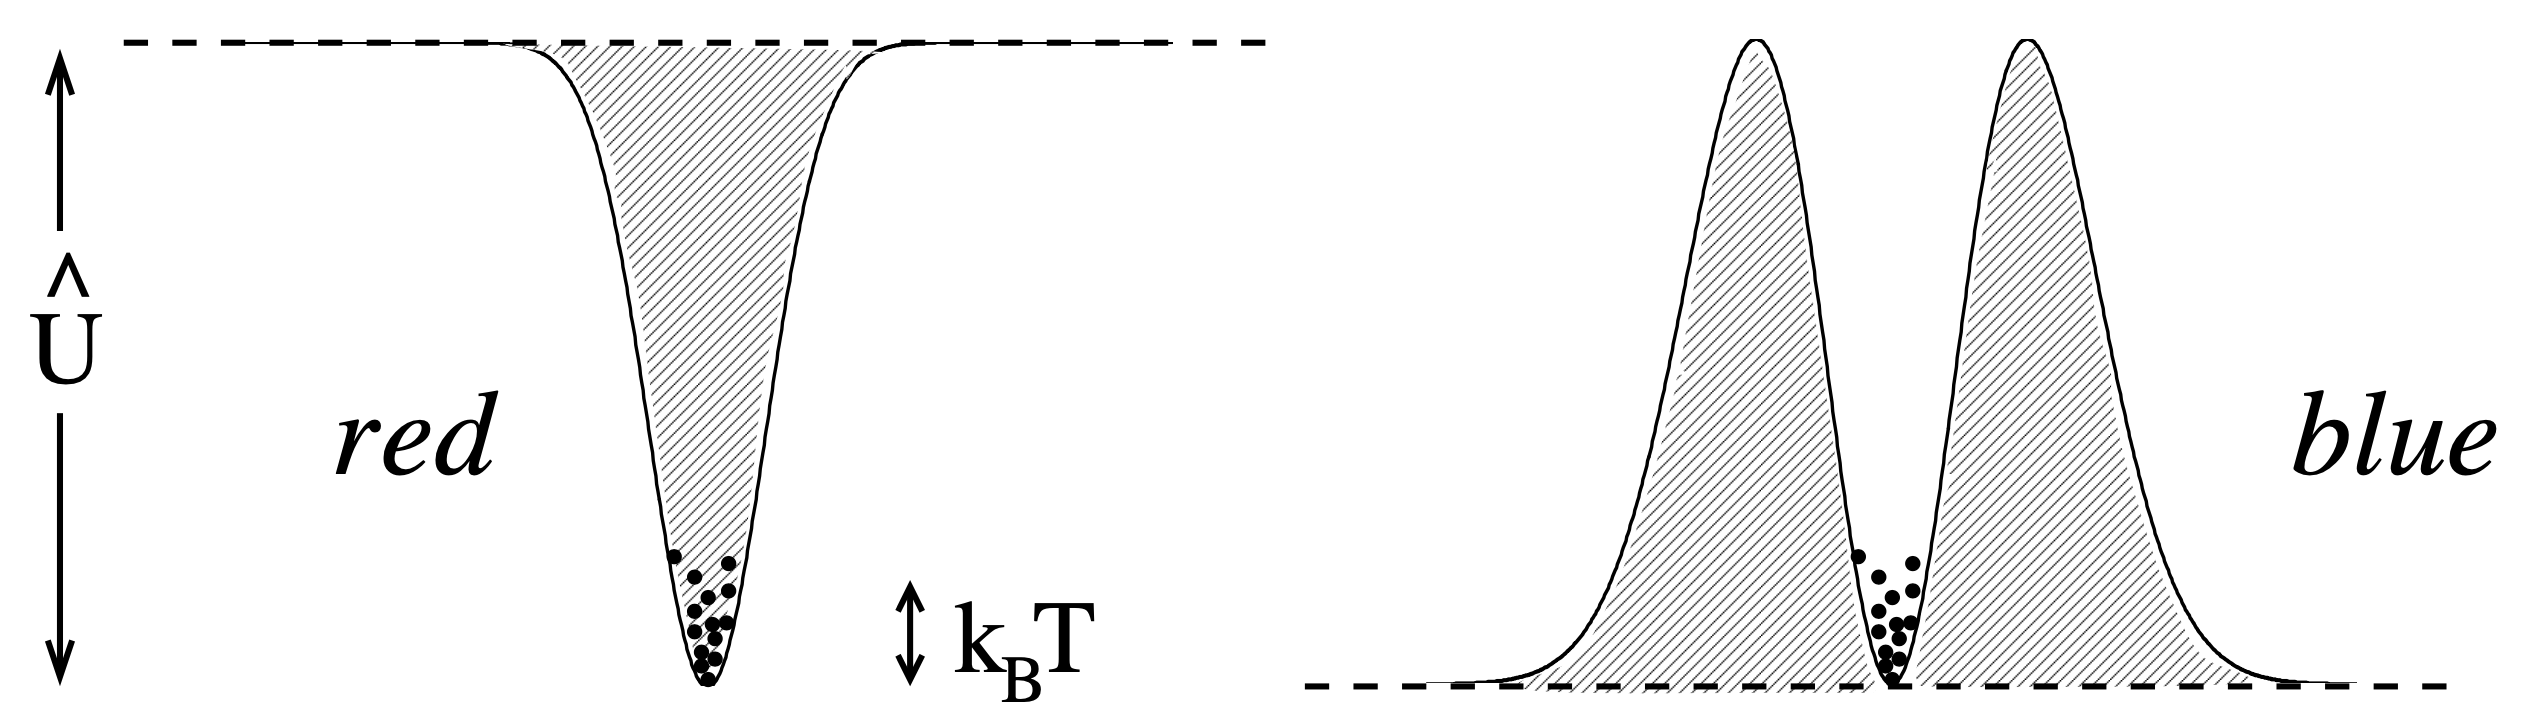 Û
red
k_BT
blue